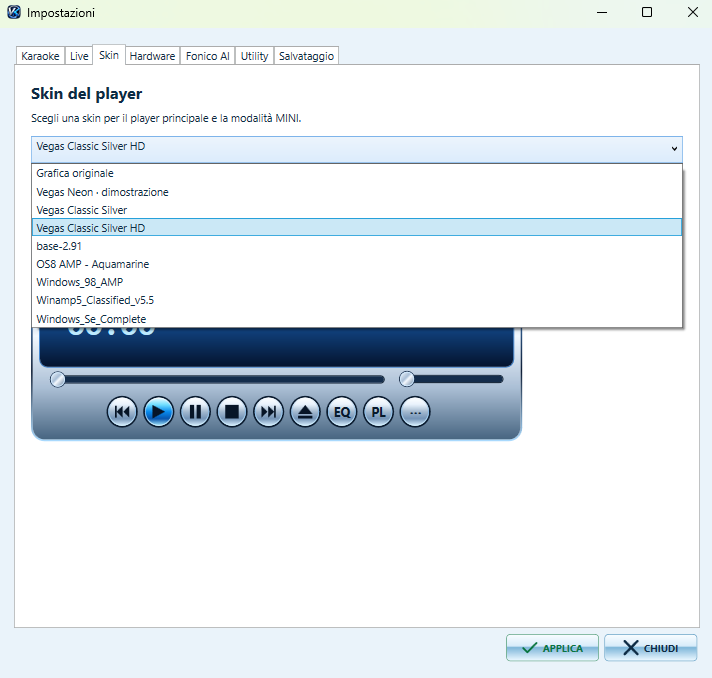 Impostazioni
Karaoke Live Skin Hardware Fonico AI Utility Salvataggio
Skin del player
Scegli una skin per il player principale e la modalità MINI.
Vegas Classic Silver HD
Grafica originale
Vegas Neon · dimostrazione
Vegas Classic Silver
Vegas Classic Silver HD
base-2.91
OS8 AMP - Aquamarine
Windows_98_AMP
Winamp5_Classified_v5.5
Windows_Se_Complete
EQ PL ...
APPLICA CHIUDI